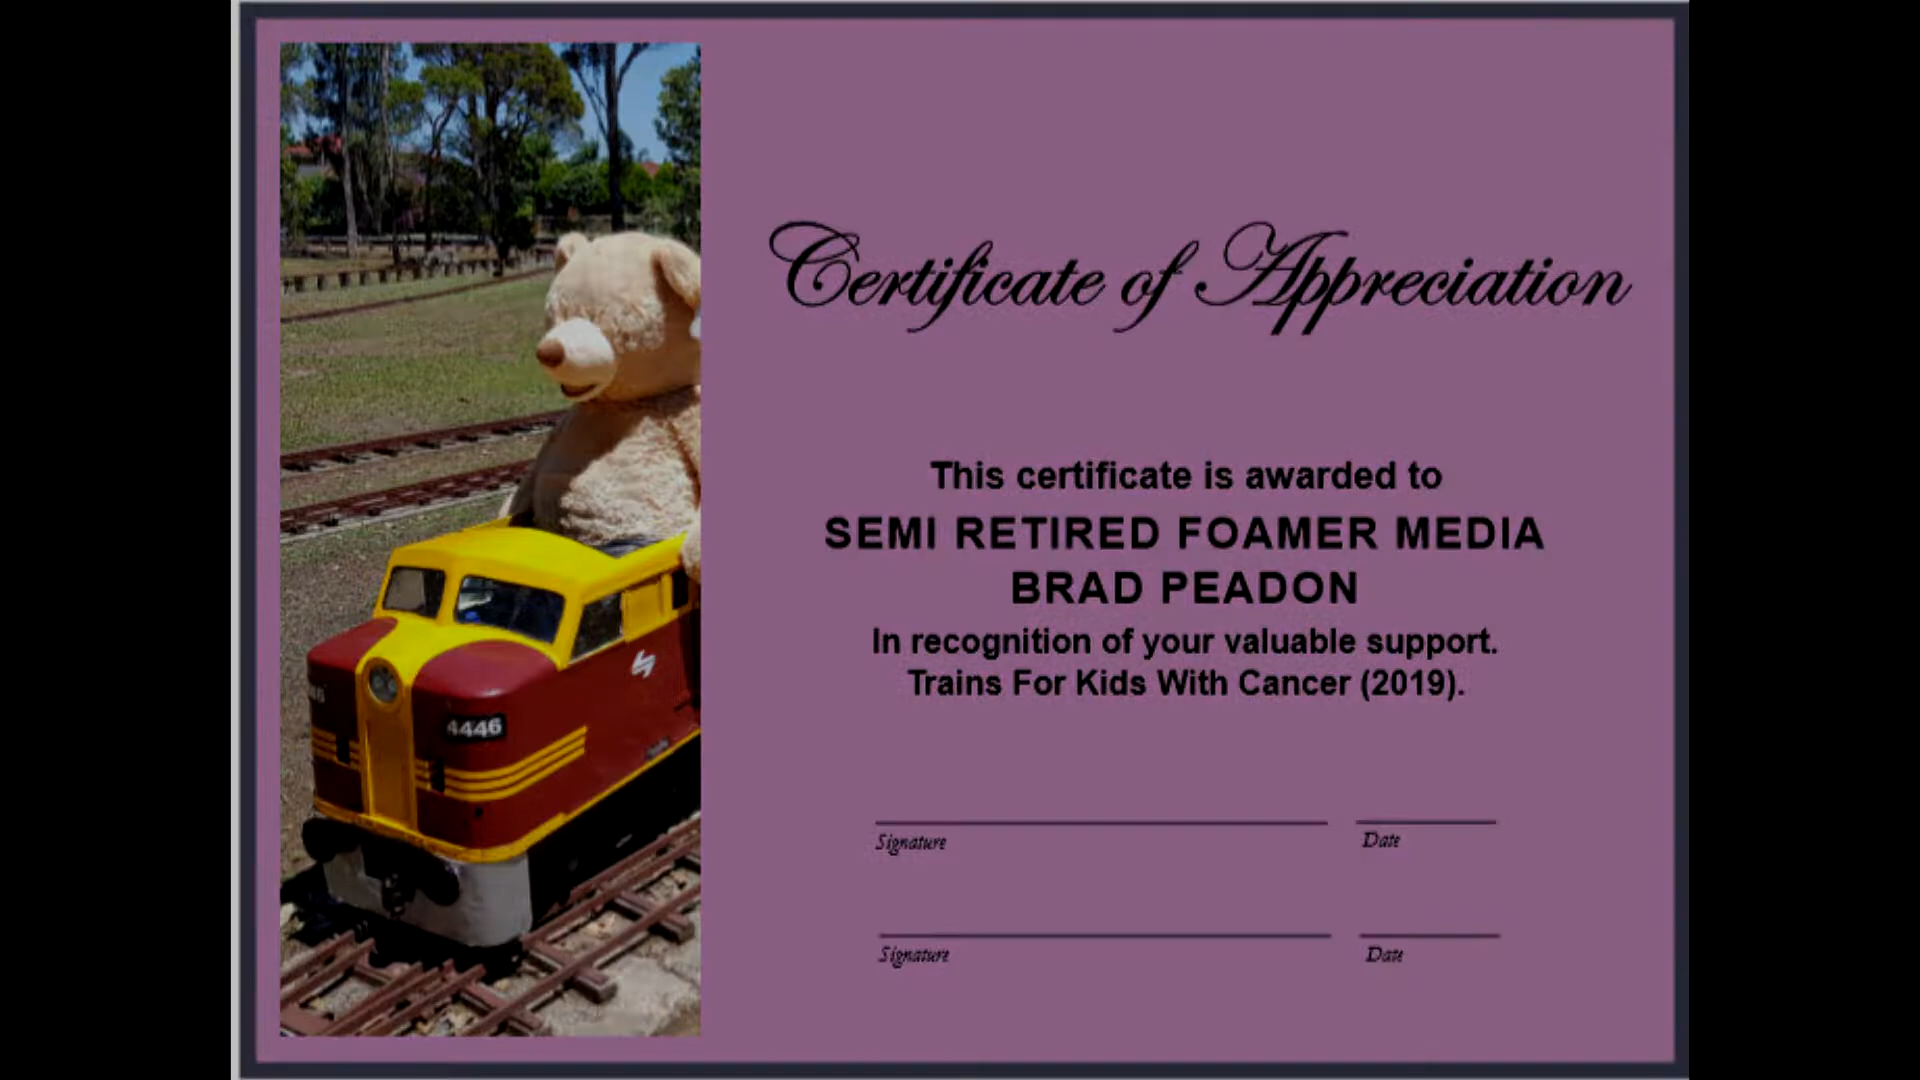 Certificate of Appreciation
This certificate is awarded to
SEMI RETIRED FOAMER MEDIA
BRAD PEADON
In recognition of your valuable support.
Trains For Kids With Cancer (2019).
4446
Signature
Date
Signature
Date